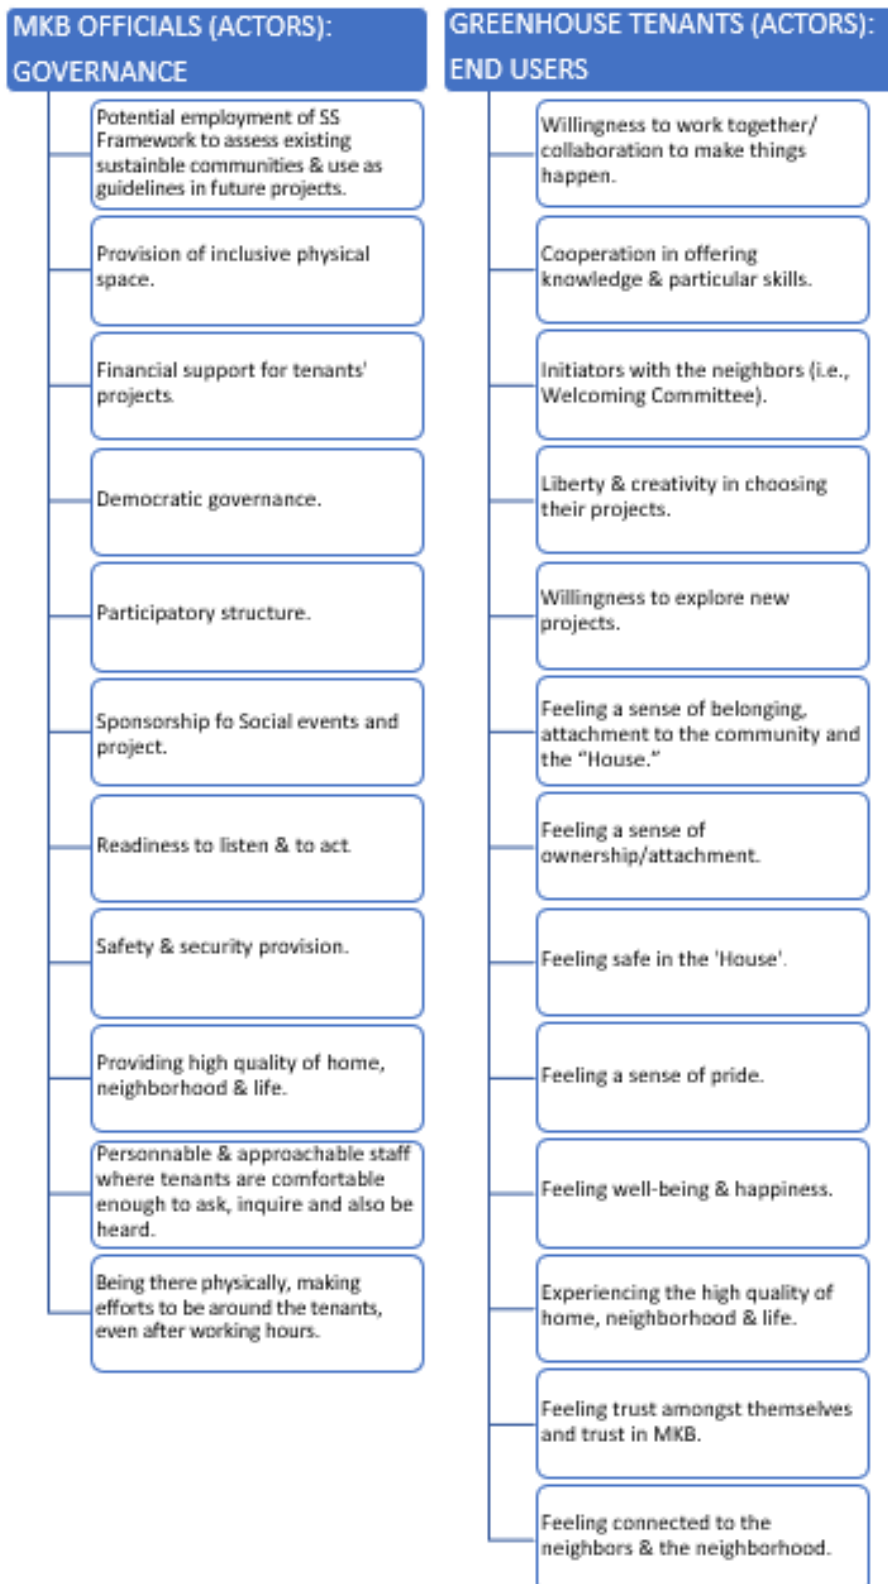 MKB OFFICIALS (ACTORS):
GOVERNANCE
Potential employment of SS
Framework to assess existing
sustainble communities & use as
guidelines in future projects.
Provision of inclusive physical
space.
Financial support for tenants'
projects.
Democratic governance.
Participatory structure.
Sponsorship fo Social events and
project.
Readiness to listen & to act.
Safety & security provision.
Providing high quality of home,
neighborhood & life.
Personnable & approachable staff
where tenants are comfortable
enough to ask, inquire and also be
heard.
Being there physically, making
efforts to be around the tenants,
even after working hours.
GREENHOUSE TENANTS (ACTORS):
END USERS
Willingness to work together/
collaboration to make things
happen.
Cooperation in offering
knowledge & particular skills.
Initiators with the neighbors (i.e.,
Welcoming Committee).
Liberty & creativity in choosing
their projects.
Willingness to explore new
projects.
Feeling a sense of belonging,
attachment to the community and
the “House.”
Feeling a sense of
ownership/attachment.
Feeling safe in the 'House'.
Feeling a sense of pride.
Feeling well-being & happiness.
Experiencing the high quality of
home, neighborhood & life.
Feeling trust amongst themselves
and trust in MKB.
Feeling connected to the
neighbors & the neighborhood.